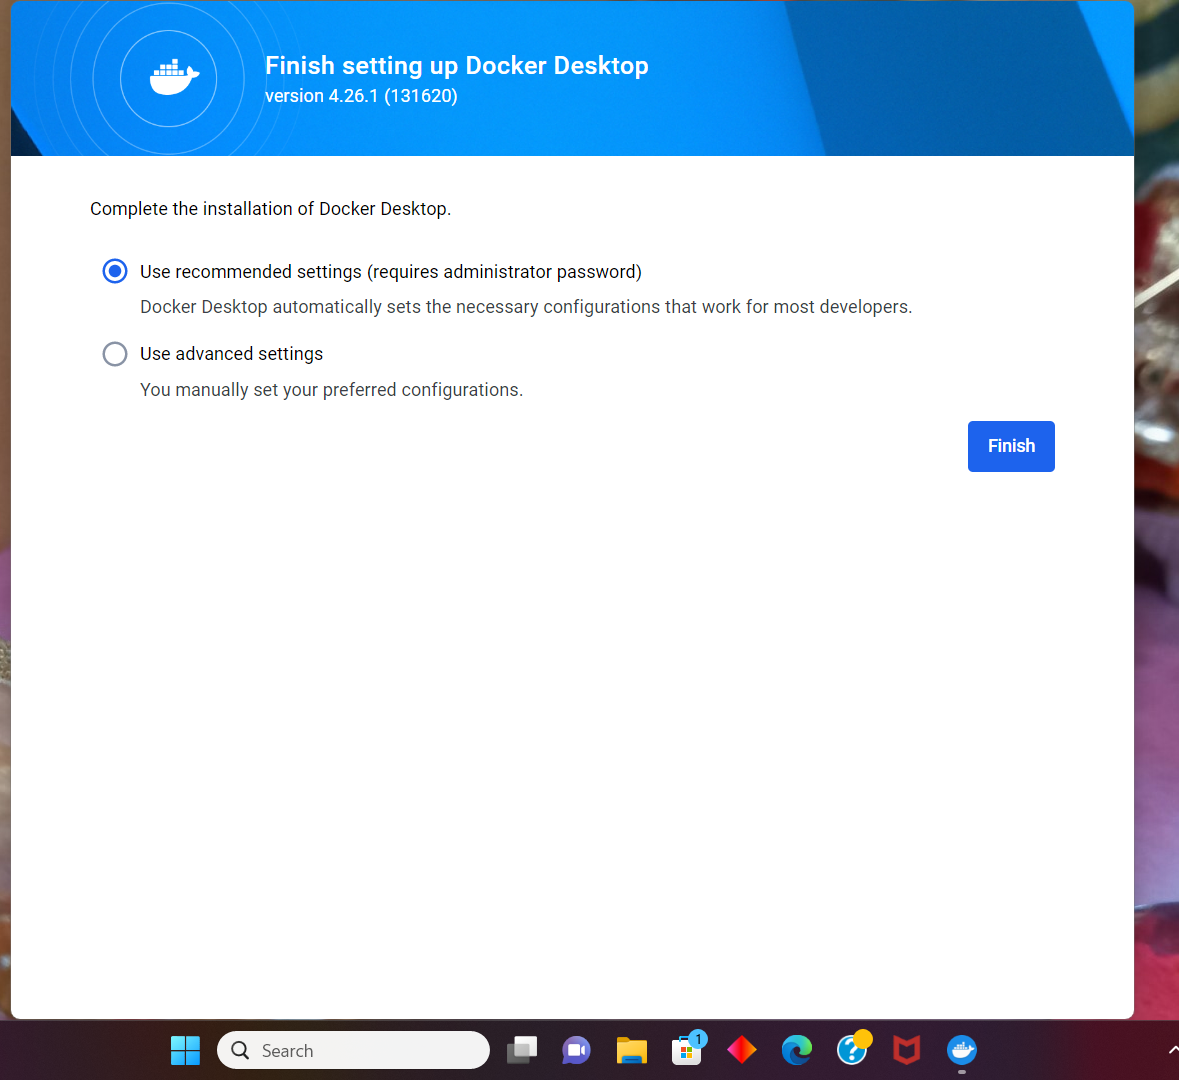 Finish setting up Docker Desktop
version 4.26.1 (131620)
Complete the installation of Docker Desktop.
Use recommended settings (requires administrator password)
Docker Desktop automatically sets the necessary configurations that work for most developers.
Use advanced settings
You manually set your preferred configurations.
Finish
Search
1
?